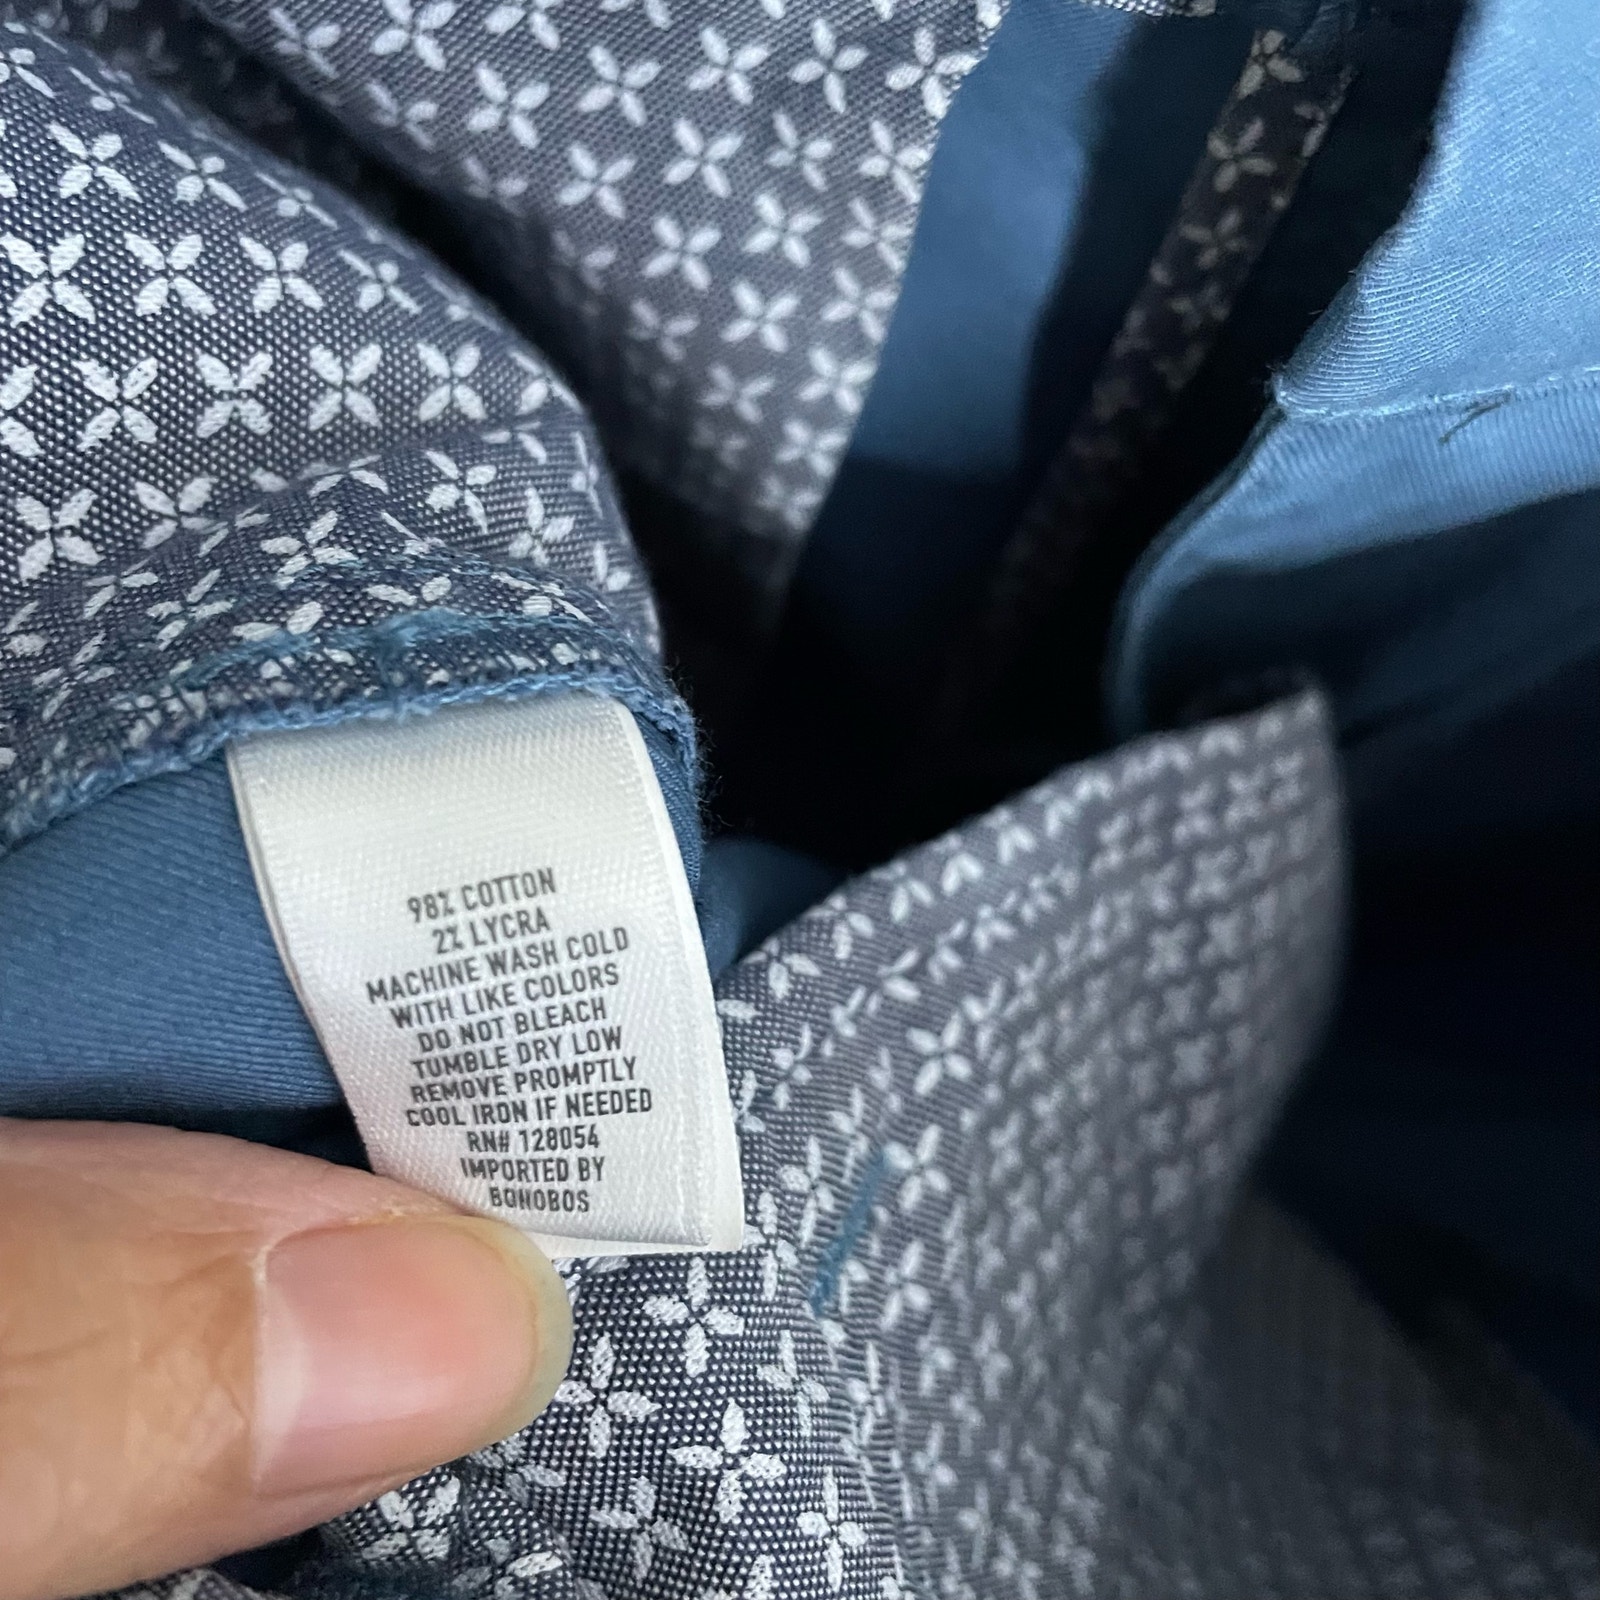 98% COTTON
2% LYCRA
MACHINE WASH COLD
WITH LIKE COLORS
DO NOT BLEACH
TUMBLE DRY LOW
REMOVE PROMPTLY
COOL IRON IF NEEDED
RN# 128054
IMPORTED BY
BONOBOS